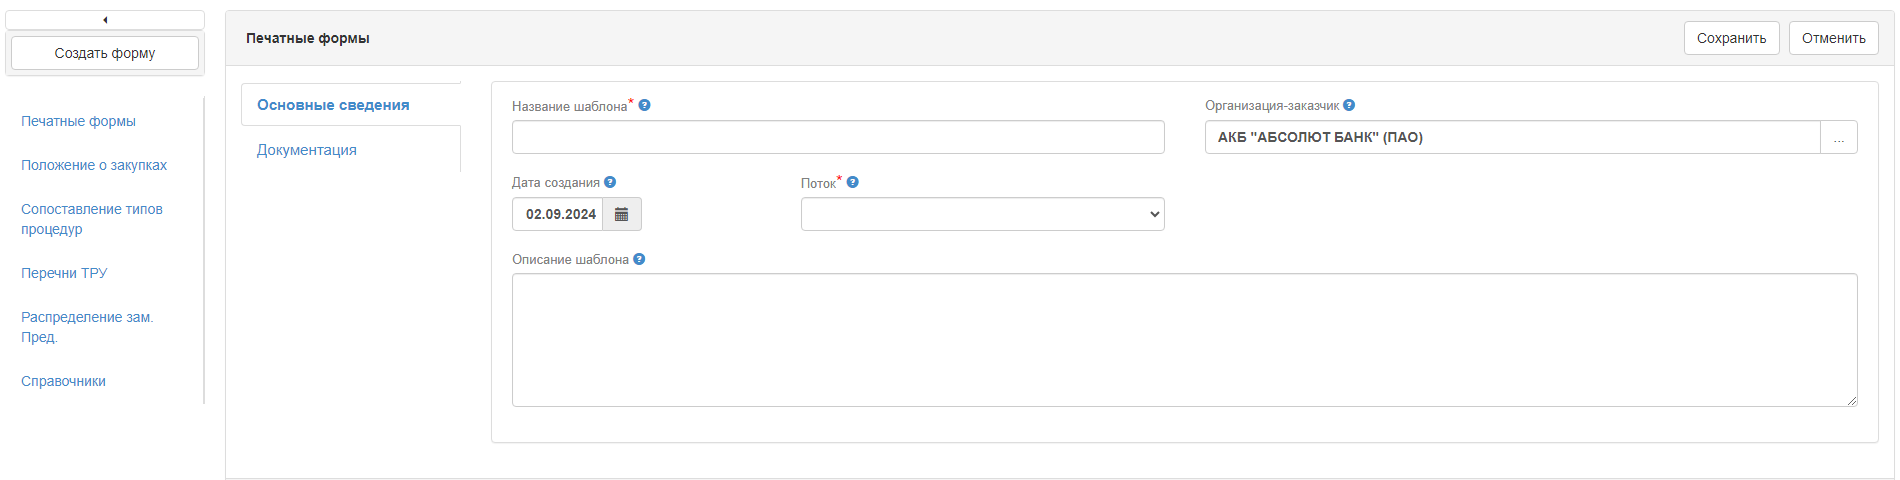 Создать форму
Печатные формы
Положение о закупках
Сопоставление типов
процедур
Перечни ТРУ
Распределение зам.
Пред.
Справочники
Печатные формы
Сохранить
Отменить
Основные сведения
Документация
Название шаблона*
Организация-заказчик
АКБ "АБСОЛЮТ БАНК" (ПАО)
...
Дата создания
Поток*
02.09.2024
Описание шаблона